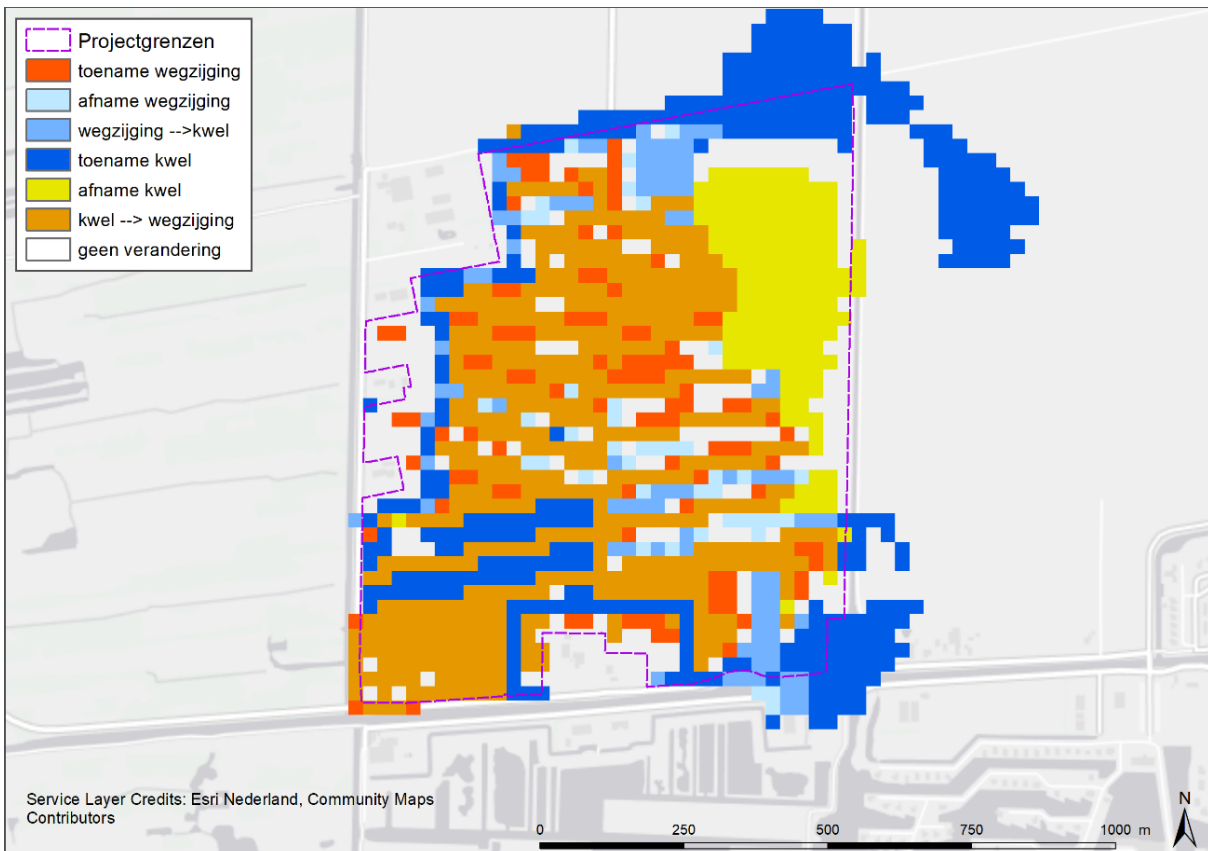 Projectgrenzen
toename wegzijging
afname wegzijging
wegzijging -->kwel
toename kwel
afname kwel
kwel --> wegzijging
geen verandering
Service Layer Credits: Esri Nederland, Community Maps
Contributors
0 250 500 750 1000 m
N